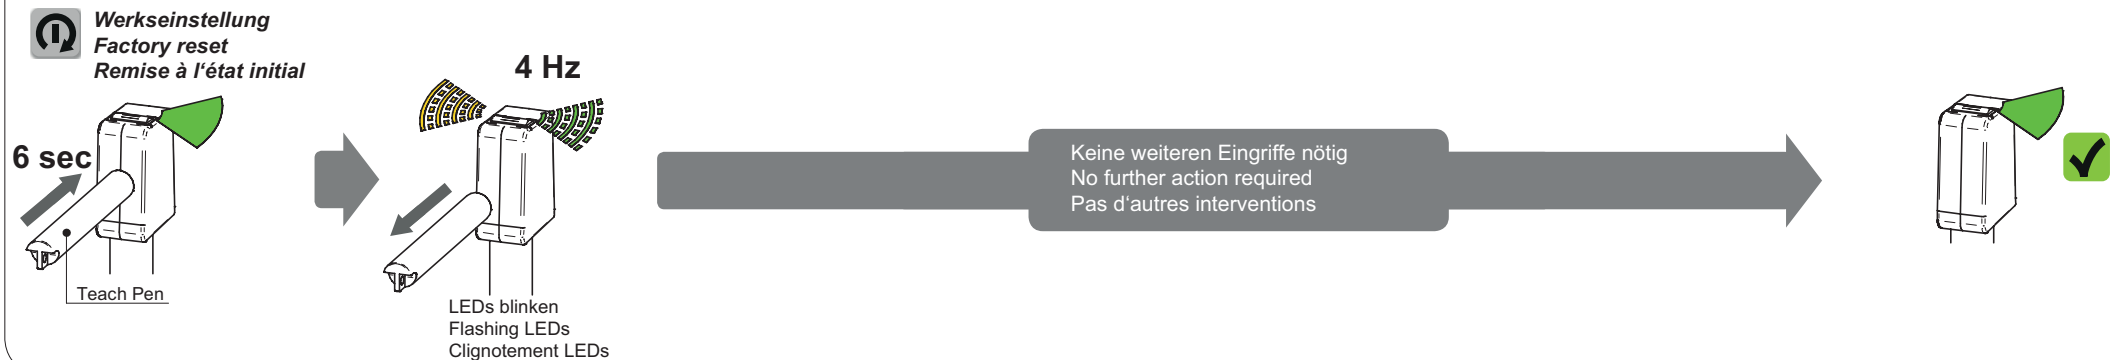 Werkseinstellung
Factory reset
Remise à l‘état initial
6 sec
Teach Pen
4 Hz
LEDs blinken
Flashing LEDs
Clignotement LEDs
Keine weiteren Eingriffe nötig
No further action required
Pas d‘autres interventions